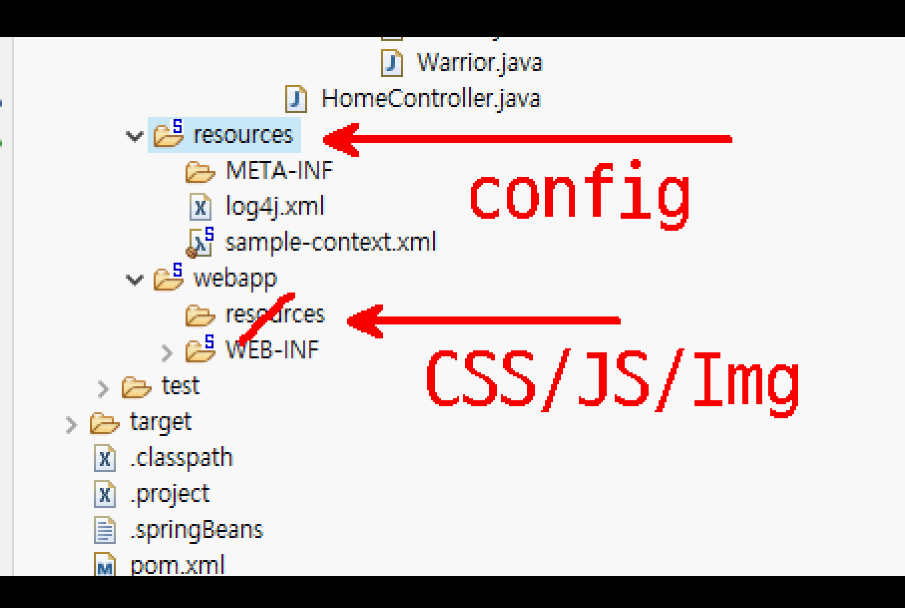 Warrior.java
HomeController.java
resources
META-INF
config
log4j.xml
sample-context.xml
webapp
resources
WEB-INF
CSS/JS/Img
test
target
.classpath
.project
.springBeans
pom.xml